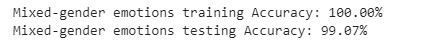 Mixed-gender emotions training Accuracy: 100.00%
Mixed-gender emotions testing Accuracy: 99.07%